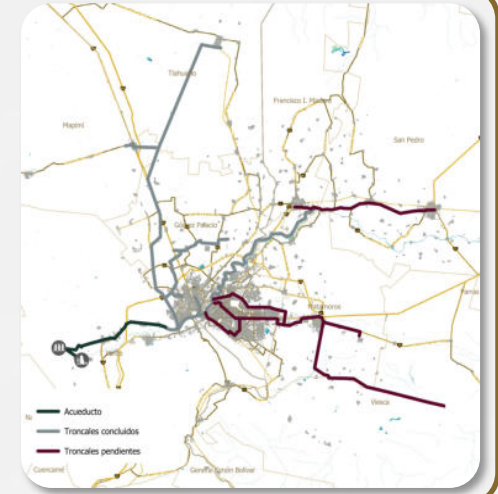 Tlahualilo
Mapimí
Francisco I. Madero
San Pedro
Gómez Palacio
Matamoros
Viesca
Acueducto
Troncales concluidos
Troncales pendientes
Cuencamé
General Simón Bolívar